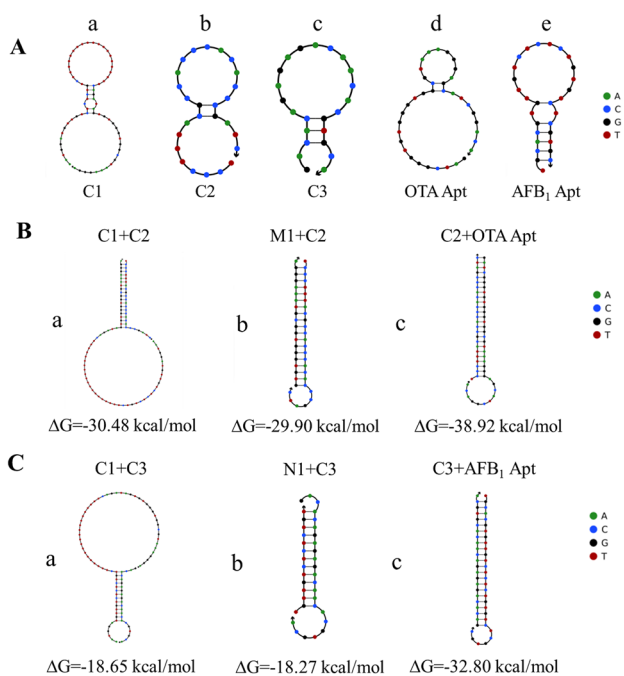 A
a b c d e
C1 C2 C3 OTA Apt AFB₁ Apt
A
C
G
T
B
C1+C2 M1+C2 C2+OTA Apt
a b c
A
C
G
T
ΔG=-30.48 kcal/mol ΔG=-29.90 kcal/mol ΔG=-38.92 kcal/mol
C
C1+C3 N1+C3 C3+AFB₁ Apt
a b c
A
C
G
T
ΔG=-18.65 kcal/mol ΔG=-18.27 kcal/mol ΔG=-32.80 kcal/mol